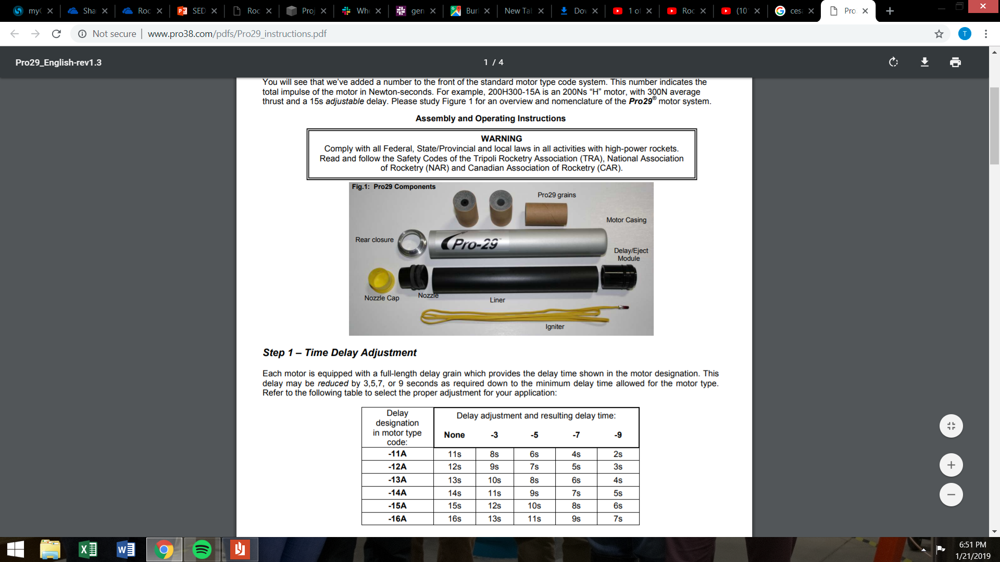 my
Sha
Roc
SED
Roc
Proj
Wh
gen
Bur
New Ta
Do
1 o
Roc
(10
ces
Pro
Not secure | www.pro38.com/pdfs/Pro29_instructions.pdf
T
Pro29_English-rev1.3
1 / 4
You will see that we've added a number to the front of the standard motor type code system. This number indicates the
total impulse of the motor in Newton-seconds. For example, 200H300-15A is an 200Ns “H” motor, with 300N average
thrust and a 15s adjustable delay. Please study Figure 1 for an overview and nomenclature of the Pro29® motor system.
Assembly and Operating Instructions
WARNING
Comply with all Federal, State/Provincial and local laws in all activities with high-power rockets.
Read and follow the Safety Codes of the Tripoli Rocketry Association (TRA), National Association
of Rocketry (NAR) and Canadian Association of Rocketry (CAR).
Fig.1: Pro29 Components
Pro29 grains
Motor Casing
Rear closure
Pro-29™
Delay/Eject
Module
Nozzle Cap
Nozzle
Liner
Igniter
Step 1 – Time Delay Adjustment
Each motor is equipped with a full-length delay grain which provides the delay time shown in the motor designation. This
delay may be reduced by 3,5,7, or 9 seconds as required down to the minimum delay time allowed for the motor type.
Refer to the following table to select the proper adjustment for your application:
Delay
designation
in motor type
code:
Delay adjustment and resulting delay time:
None -3 -5 -7 -9
-11A 11s 8s 6s 4s 2s
-12A 12s 9s 7s 5s 3s
-13A 13s 10s 8s 6s 4s
-14A 14s 11s 9s 7s 5s
-15A 15s 12s 10s 8s 6s
-16A 16s 13s 11s 9s 7s
6:51 PM
1/21/2019